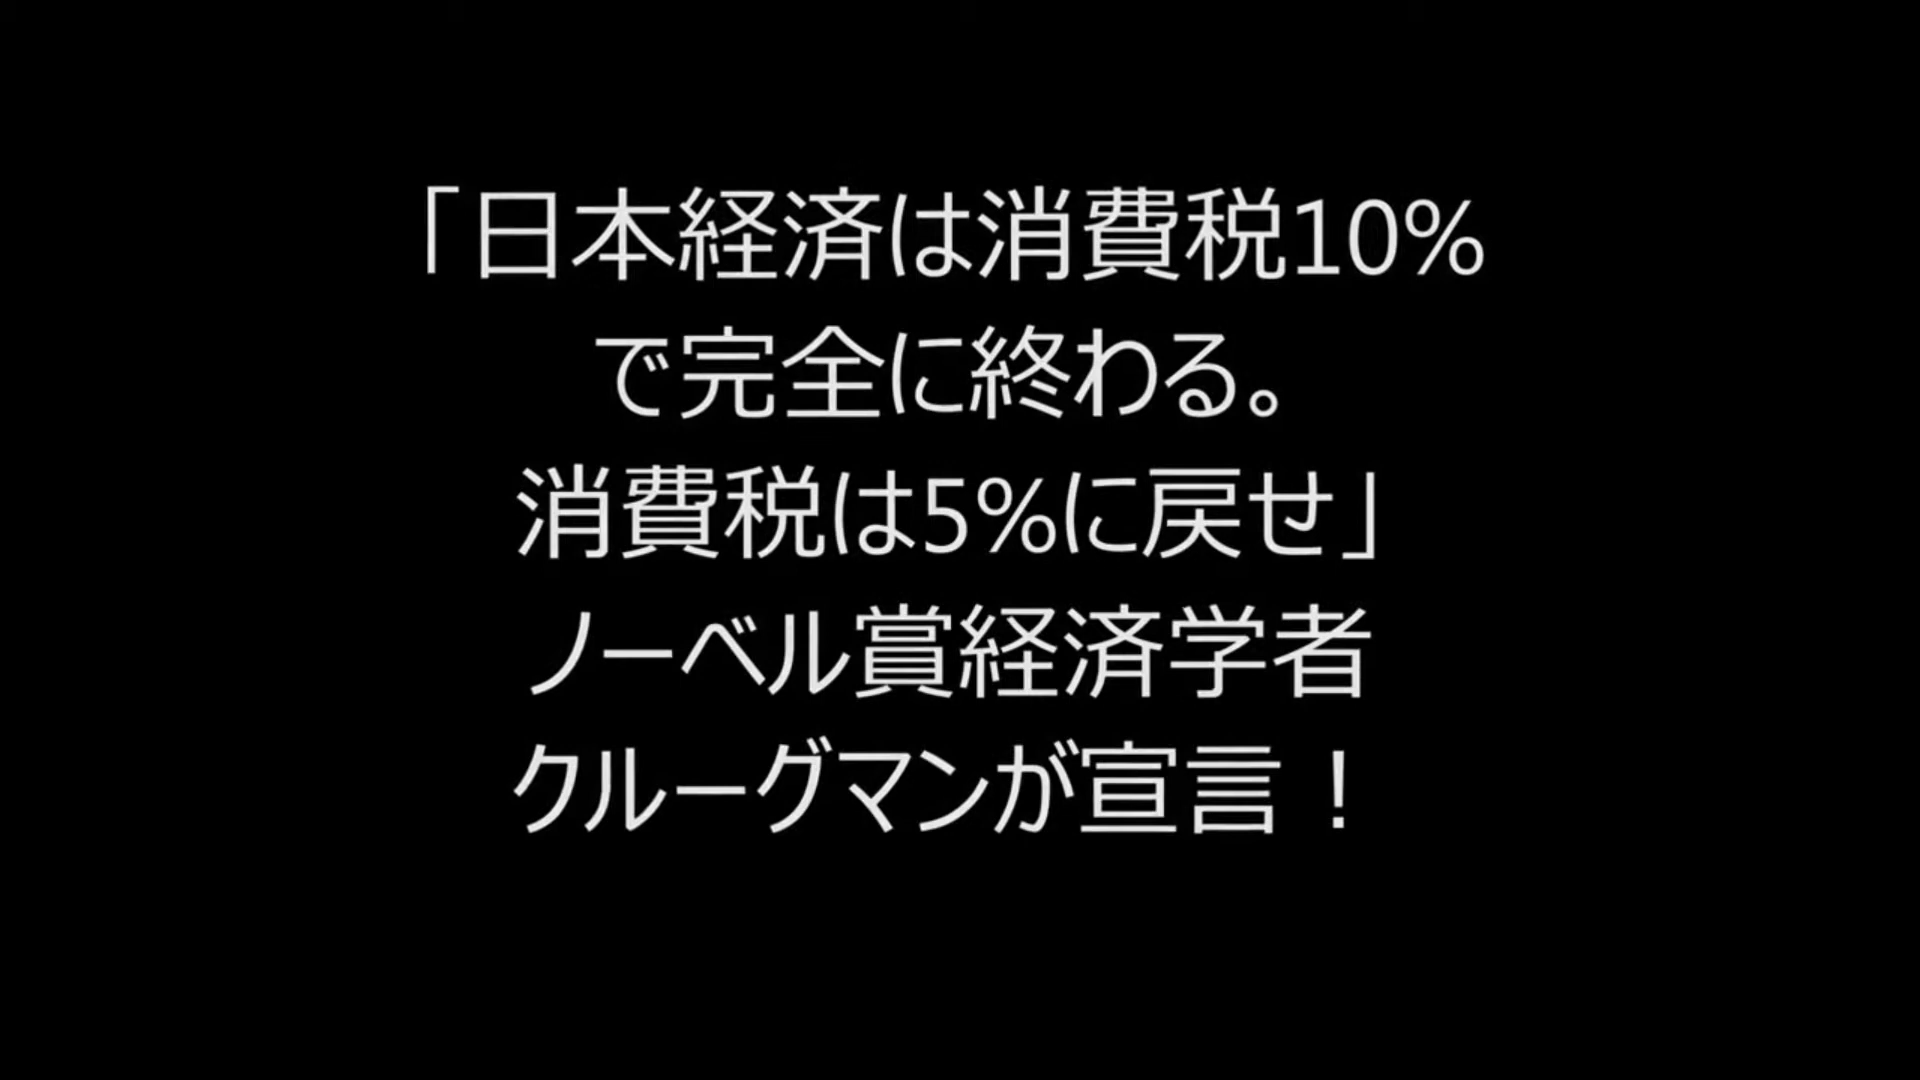 「日本経済は消費税10%
で完全に終わる。
消費税は5%に戻せ」
ノーベル賞経済学者
クルーグマンが宣言！